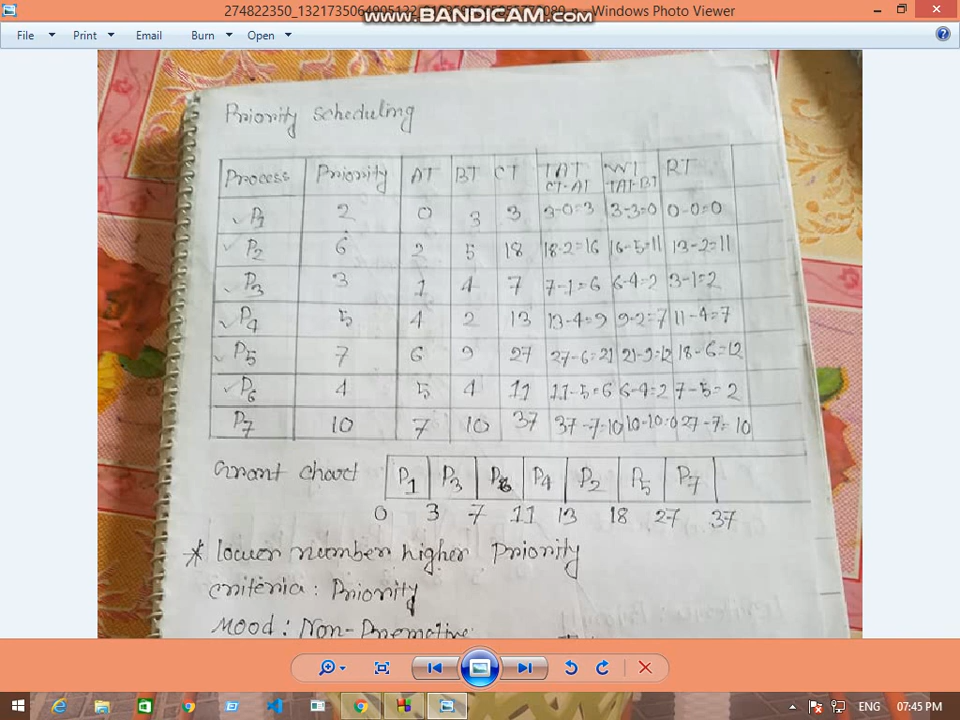 274822350_1321735064905132
www.BANDICAM.com
- Windows Photo Viewer
File Print Email Burn Open
Priority scheduling
Process Priority AT BT CT TAT CT-AT WT TAT-BT RT
P1 2 0 3 3 3-0=3 3-3=0 0-0=0
P2 6 2 5 18 18-2=16 16-5=11 13-2=11
P3 3 1 4 7 7-1=6 6-4=2 3-1=2
P4 5 4 2 13 13-4=9 9-2=7 11-4=7
P5 7 6 9 27 27-6=21 21-9=12 18-6=12
P6 4 5 4 11 11-5=6 6-4=2 7-5=2
P7 10 7 10 37 37-7=10 10-10=0 27-7=10
Grant chart P1 P3 P6 P4 P2 P5 P7
0 3 7 11 13 18 27 37
* lower number higher Priority
criteria: Priority
Mood: Non-Premotive
ENG 07:45 PM